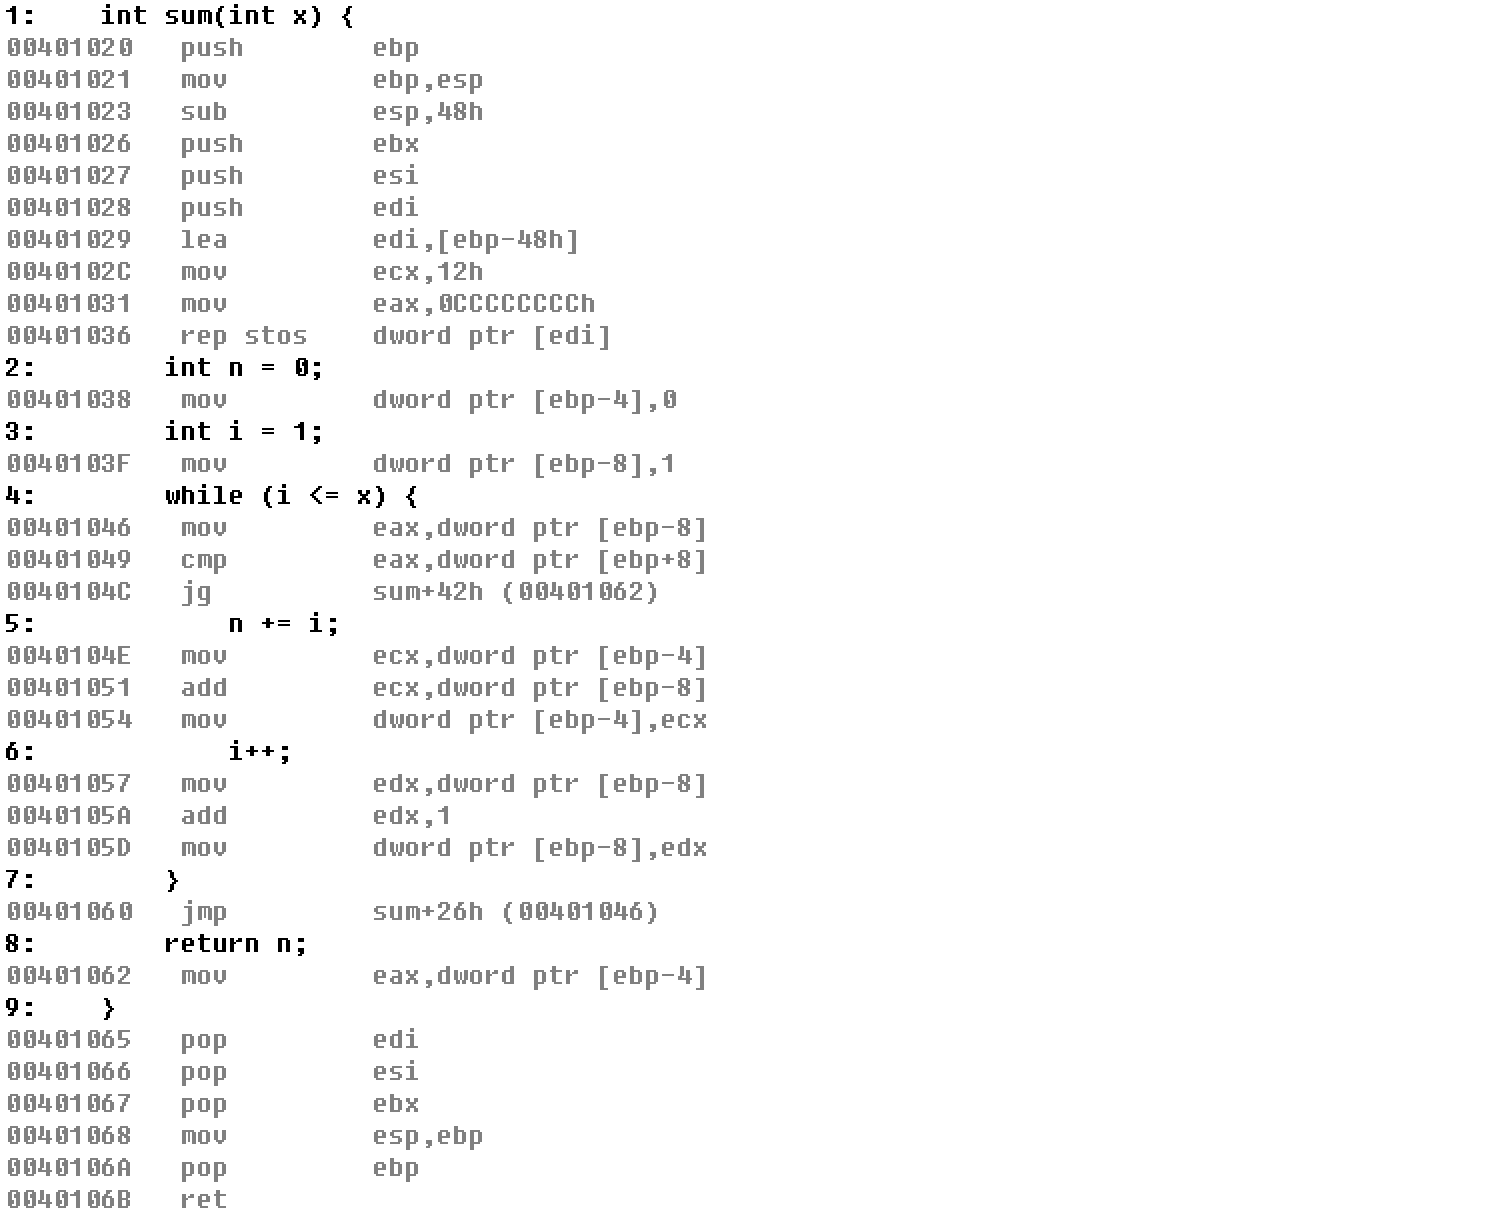 1:    int sum(int x) {
00401020   push        ebp
00401021   mov         ebp,esp
00401023   sub         esp,48h
00401026   push        ebx
00401027   push        esi
00401028   push        edi
00401029   lea         edi,[ebp-48h]
0040102C   mov         ecx,12h
00401031   mov         eax,0CCCCCCCCh
00401036   rep stos    dword ptr [edi]
2:        int n = 0;
00401038   mov         dword ptr [ebp-4],0
3:        int i = 1;
0040103F   mov         dword ptr [ebp-8],1
4:        while (i <= x) {
00401046   mov         eax,dword ptr [ebp-8]
00401049   cmp         eax,dword ptr [ebp+8]
0040104C   jg          sum+42h (00401062)
5:            n += i;
0040104E   mov         ecx,dword ptr [ebp-4]
00401051   add         ecx,dword ptr [ebp-8]
00401054   mov         dword ptr [ebp-4],ecx
6:            i++;
00401057   mov         edx,dword ptr [ebp-8]
0040105A   add         edx,1
0040105D   mov         dword ptr [ebp-8],edx
7:        }
00401060   jmp         sum+26h (00401046)
8:        return n;
00401062   mov         eax,dword ptr [ebp-4]
9:    }
00401065   pop         edi
00401066   pop         esi
00401067   pop         ebx
00401068   mov         esp,ebp
0040106A   pop         ebp
0040106B   ret